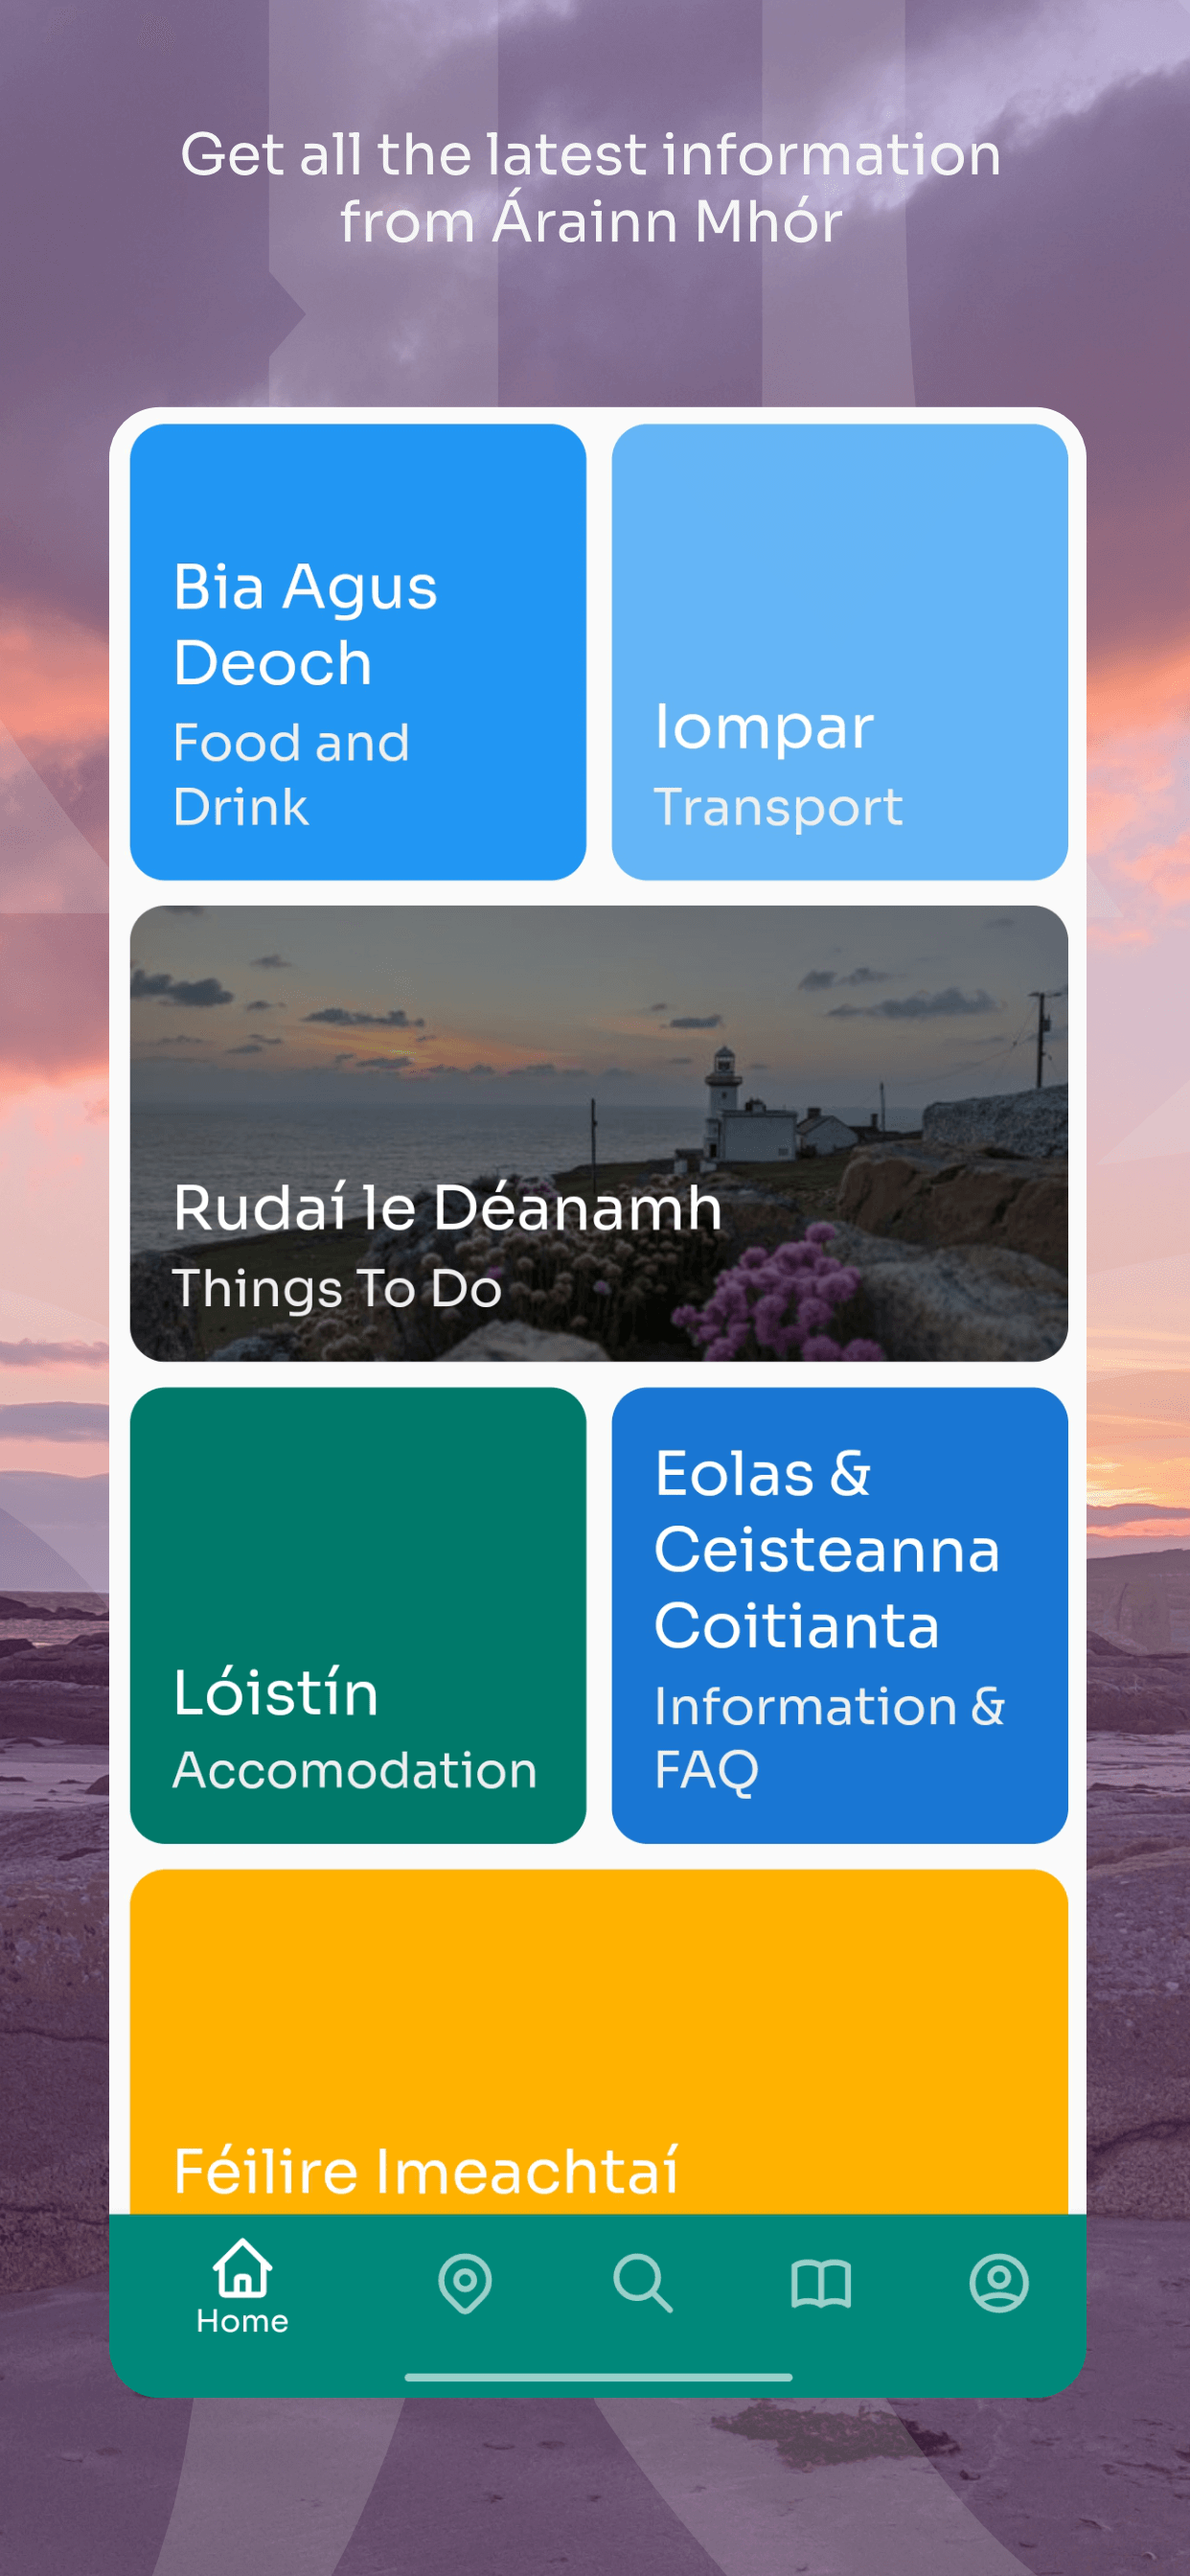 Get all the latest information
from Árainn Mhór
Bia Agus
Deoch
Food and
Drink
Iompar
Transport
Rudaí le Déanamh
Things To Do
Lóistín
Accomodation
Eolas &
Ceisteanna
Coitianta
Information &
FAQ
Féilire Imeachtaí
Home